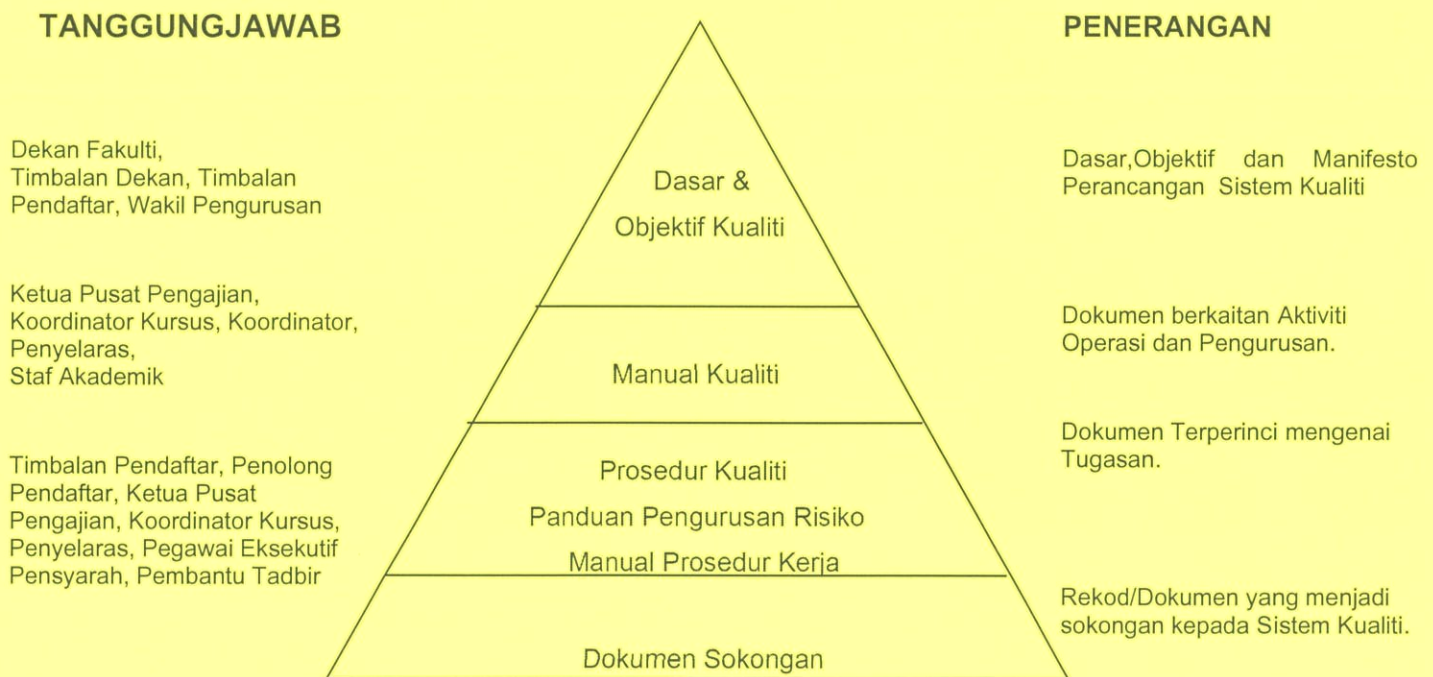 TANGGUNGJAWAB
Dekan Fakulti,
Timbalan Dekan, Timbalan
Pendaftar, Wakil Pengurusan
Ketua Pusat Pengajian,
Koordinator Kursus, Koordinator,
Penyelaras,
Staf Akademik
Timbalan Pendaftar, Penolong
Pendaftar, Ketua Pusat
Pengajian, Koordinator Kursus,
Penyelaras, Pegawai Eksekutif
Pensyarah, Pembantu Tadbir
Dasar &
Objektif Kualiti
Manual Kualiti
Prosedur Kualiti
Panduan Pengurusan Risiko
Manual Prosedur Kerja
Dokumen Sokongan
PENERANGAN
Dasar,Objektif dan Manifesto
Perancangan Sistem Kualiti
Dokumen berkaitan Aktiviti
Operasi dan Pengurusan.
Dokumen Terperinci mengenai
Tugasan.
Rekod/Dokumen yang menjadi
sokongan kepada Sistem Kualiti.